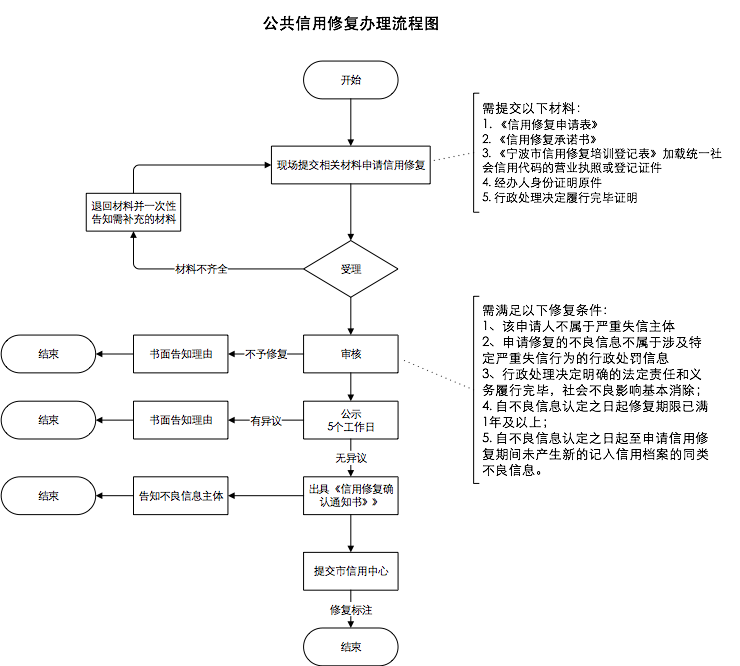 公共信用修复办理流程图
开始
需提交以下材料：
1.《信用修复申请表》
2.《信用修复承诺书》
3.《宁波市信用修复培训登记表》加载统一社
会信用代码的营业执照或登记证件
4. 经办人身份证明原件
5. 行政处理决定履行完毕证明
现场提交相关材料申请信用修复
退回材料并一次性
告知需补充的材料
材料不齐全
受理
需满足以下修复条件：
1、该申请人不属于严重失信主体
2、申请修复的不良信息不属于涉及特
定严重失信行为的行政处罚信息
3、行政处理决定明确的法定责任和义
务履行完毕，社会不良影响基本消除；
4. 自不良信息认定之日起修复期限已满
1年及以上；
5. 自不良信息认定之日起至申请信用修
复期间未产生新的记入信用档案的同类
不良信息。
结束
书面告知理由
不予修复
审核
结束
书面告知理由
有异议
公示
5个工作日
无异议
结束
告知不良信息主体
出具《信用修复确
认通知书》》
提交市信用中心
修复标注
结束